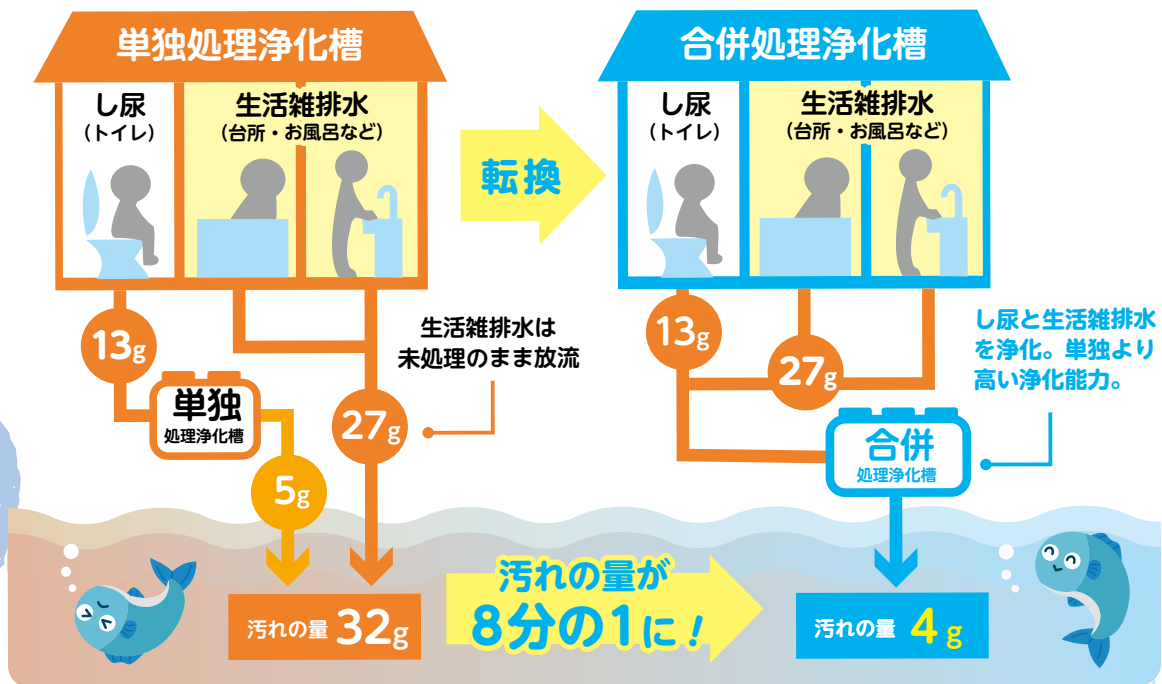 単独処理浄化槽
し尿
(トイレ)
生活雑排水
(台所・お風呂など)
13g
単独
処理浄化槽
5g
27g
生活雑排水は
未処理のまま放流
汚れの量 32g
転換
合併処理浄化槽
し尿
(トイレ)
生活雑排水
(台所・お風呂など)
13g
27g
し尿と生活雑排水
を浄化。単独より
高い浄化能力。
合併
処理浄化槽
汚れの量が
8分の1に!
汚れの量 4g